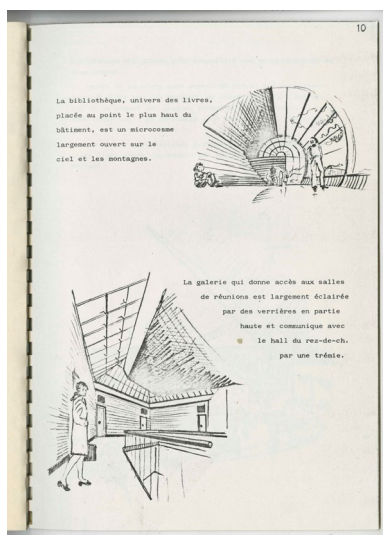 10
La bibliothèque, univers des livres,
placée au point le plus haut du
bâtiment, est un microcosme
largement ouvert sur le
ciel et les montagnes.
La galerie qui donne accès aux salles
de réunions est largement éclairée
par des verrières en partie
haute et communique avec
le hall du rez-de-ch.
par une trémie.